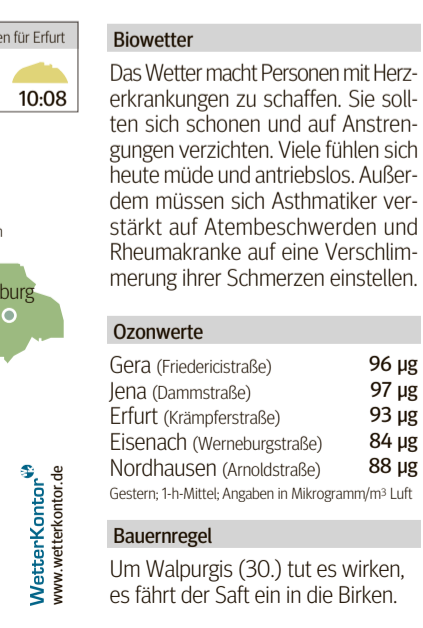 en für Erfurt
10:08
n
burg
WetterKontor
www.wetterkontor.de
Biowetter
Das Wetter macht Personen mit Herz-
erkrankungen zu schaffen. Sie soll-
ten sich schonen und auf Anstren-
gungen verzichten. Viele fühlen sich
heute müde und antriebslos. Außer-
dem müssen sich Asthmatiker ver-
stärkt auf Atembeschwerden und
Rheumakranke auf eine Verschlim-
merung ihrer Schmerzen einstellen.
Ozonwerte
Gera (Friedericistraße) 96 µg
Jena (Dammstraße) 97 µg
Erfurt (Krämpferstraße) 93 µg
Eisenach (Werneburgstraße) 84 µg
Nordhausen (Arnoldstraße) 88 µg
Gestern; 1-h-Mittel; Angaben in Mikrogramm/m³ Luft
Bauernregel
Um Walpurgis (30.) tut es wirken,
es fährt der Saft ein in die Birken.